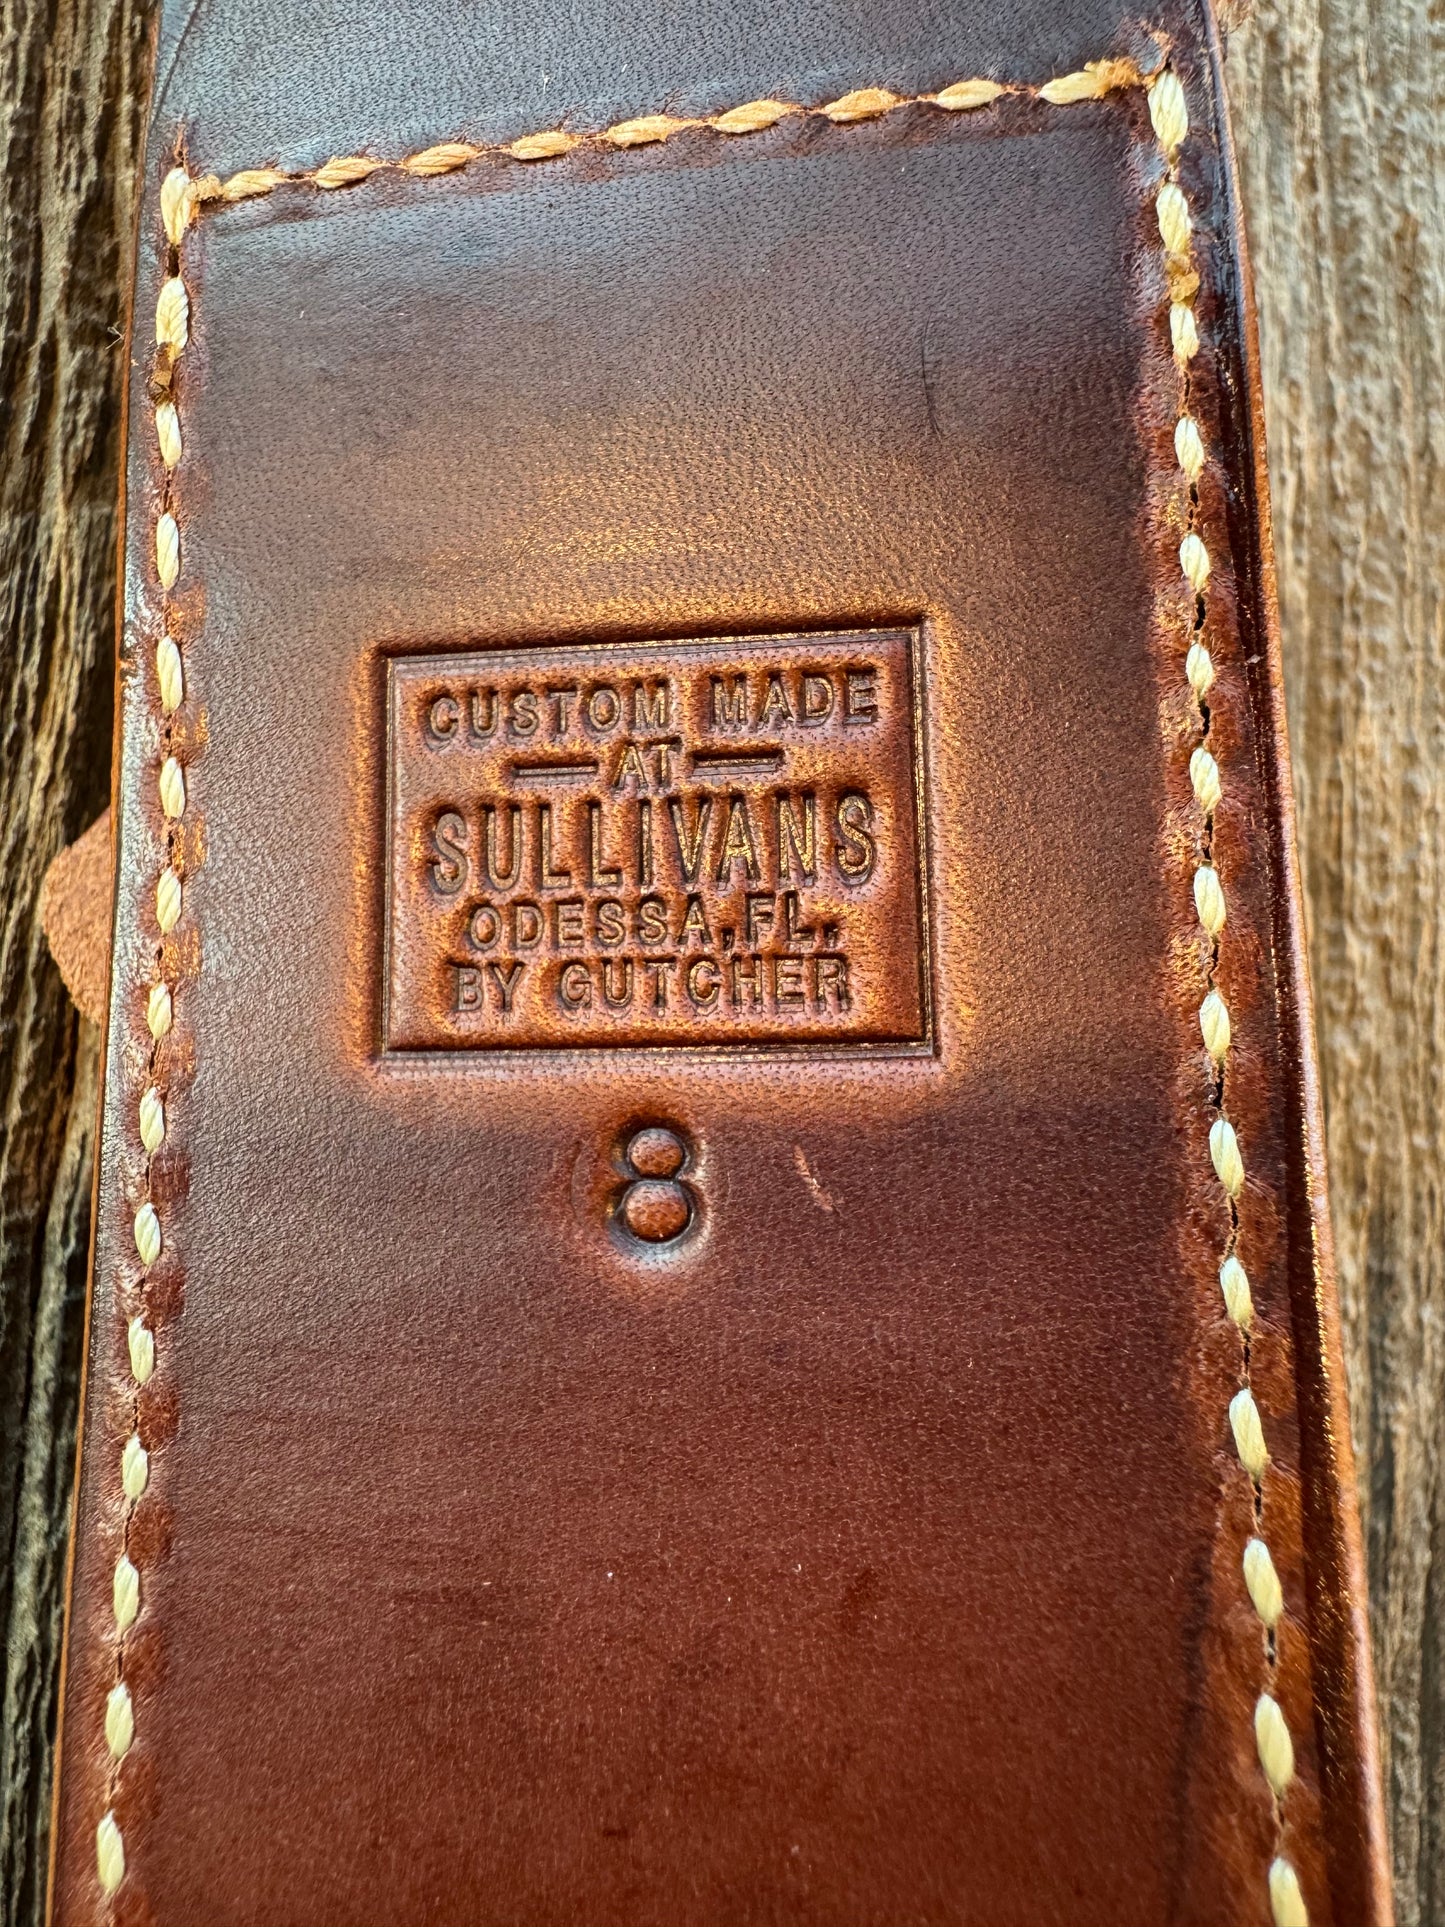 CUSTOM MADE
AT
SULLIVANS
ODESSA, FL.
BY GUTCHER
8